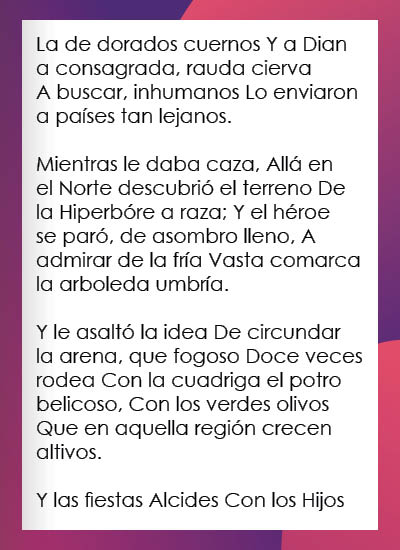 La de dorados cuernos Y a Dian
a consagrada, rauda cierva
A buscar, inhumanos Lo enviaron
a países tan lejanos.

Mientras le daba caza, Allá en
el Norte descubrió el terreno De
la Hiperbóre a raza; Y el héroe
se paró, de asombro lleno, A
admirar de la fría Vasta comarca
la arboleda umbría.

Y le asaltó la idea De circundar
la arena, que fogoso Doce veces
rodea Con la cuadriga el potro
belicoso, Con los verdes olivos
Que en aquella región crecen
altivos.

Y las fiestas Alcides Con los Hijos